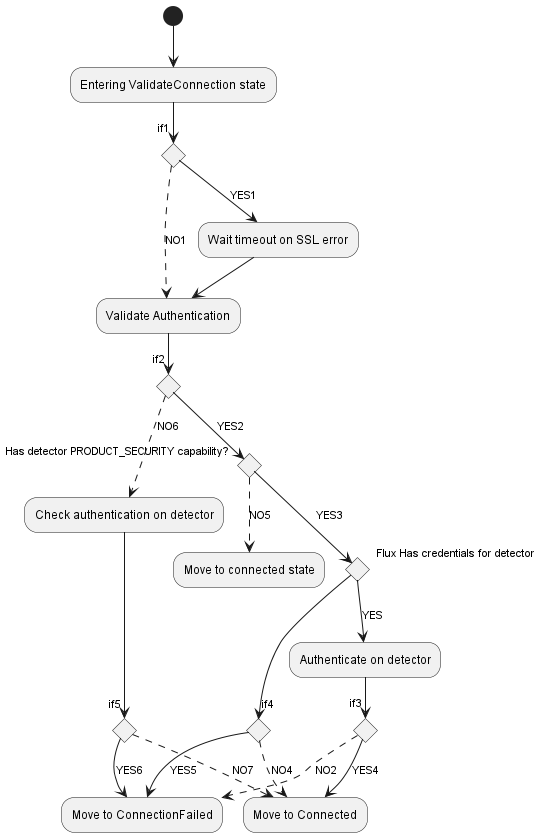 Entering ValidateConnection state
if1
YES1
Wait timeout on SSL error
NO1
Validate Authentication
if2
NO6
YES2
Has detector PRODUCT_SECURITY capability?
Check authentication on detector
NO5
YES3
Move to connected state
Flux Has credentials for detector
YES
Authenticate on detector
if5
if4
if3
YES6
NO7
YES5
NO4
NO2
YES4
Move to ConnectionFailed
Move to Connected